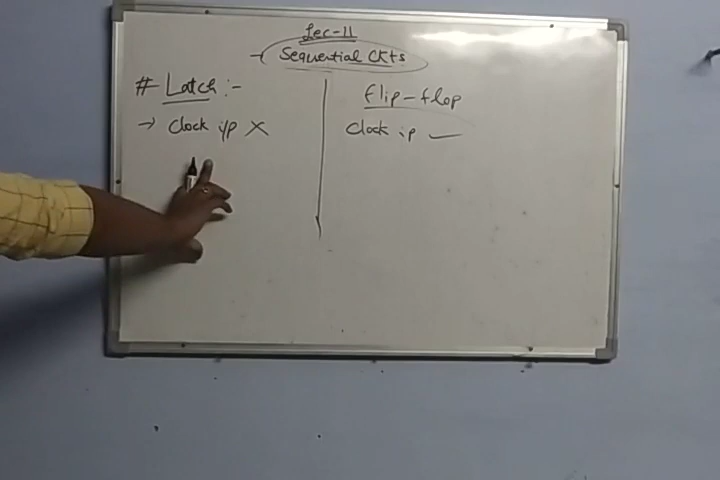 Lec-11
Sequential Ckts
# Latch :-
→ Clock i/p ✗
flip-flop
Clock i.p ✓